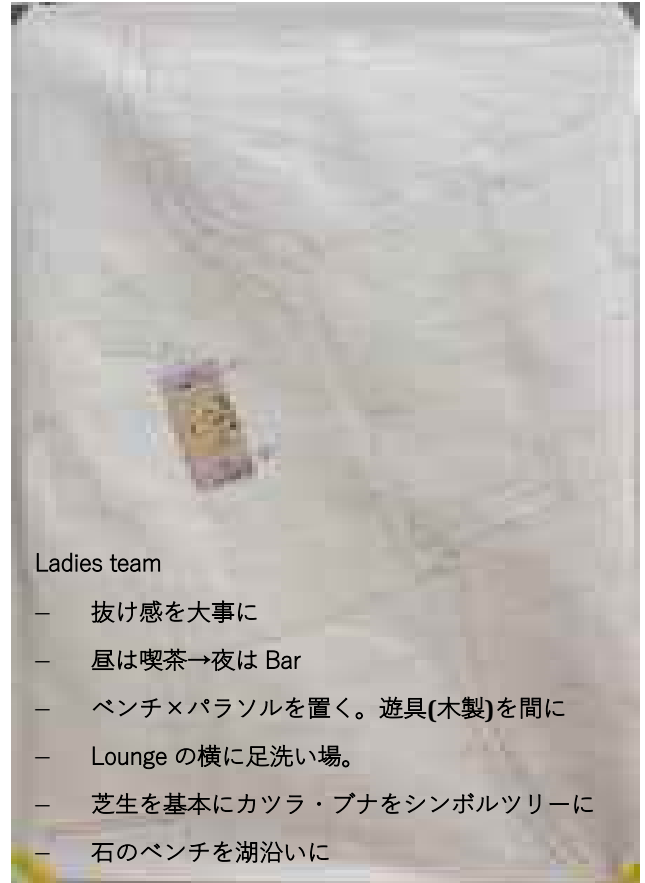 Ladies team
– 抜け感を大事に
– 昼は喫茶→夜は Bar
– ベンチ×パラソルを置く。遊具(木製)を間に
– Lounge の横に足洗い場。
– 芝生を基本にカツラ・ブナをシンボルツリーに
– 石のベンチを湖沿いに